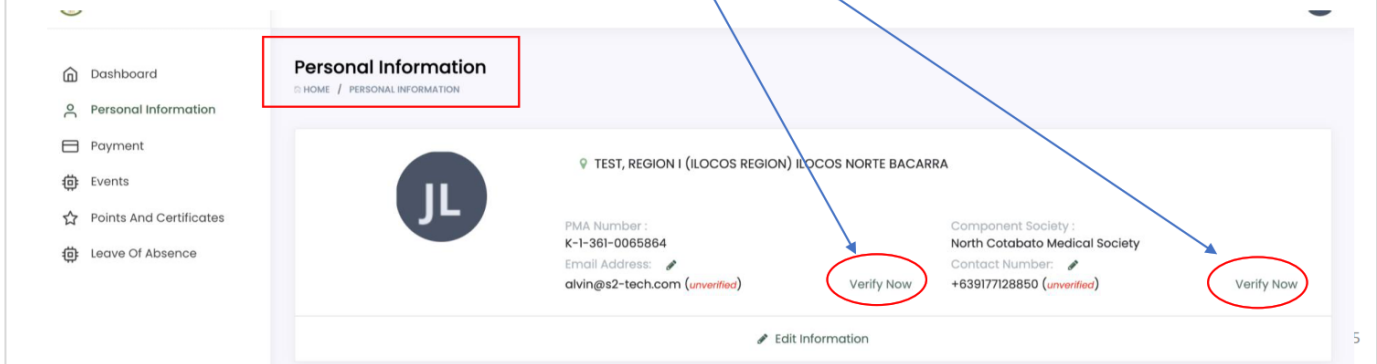 Personal Information
HOME / PERSONAL INFORMATION
Dashboard
Personal Information
Payment
Events
Points And Certificates
Leave Of Absence
JL
TEST, REGION I (ILOCOS REGION) ILOCOS NORTE BACARRA
PMA Number :
K-1-361-0065864
Email Address:
alvin@s2-tech.com (unverified)
Verify Now
Component Society :
North Cotabato Medical Society
Contact Number:
+639177128850 (unverified)
Verify Now
Edit Information
5